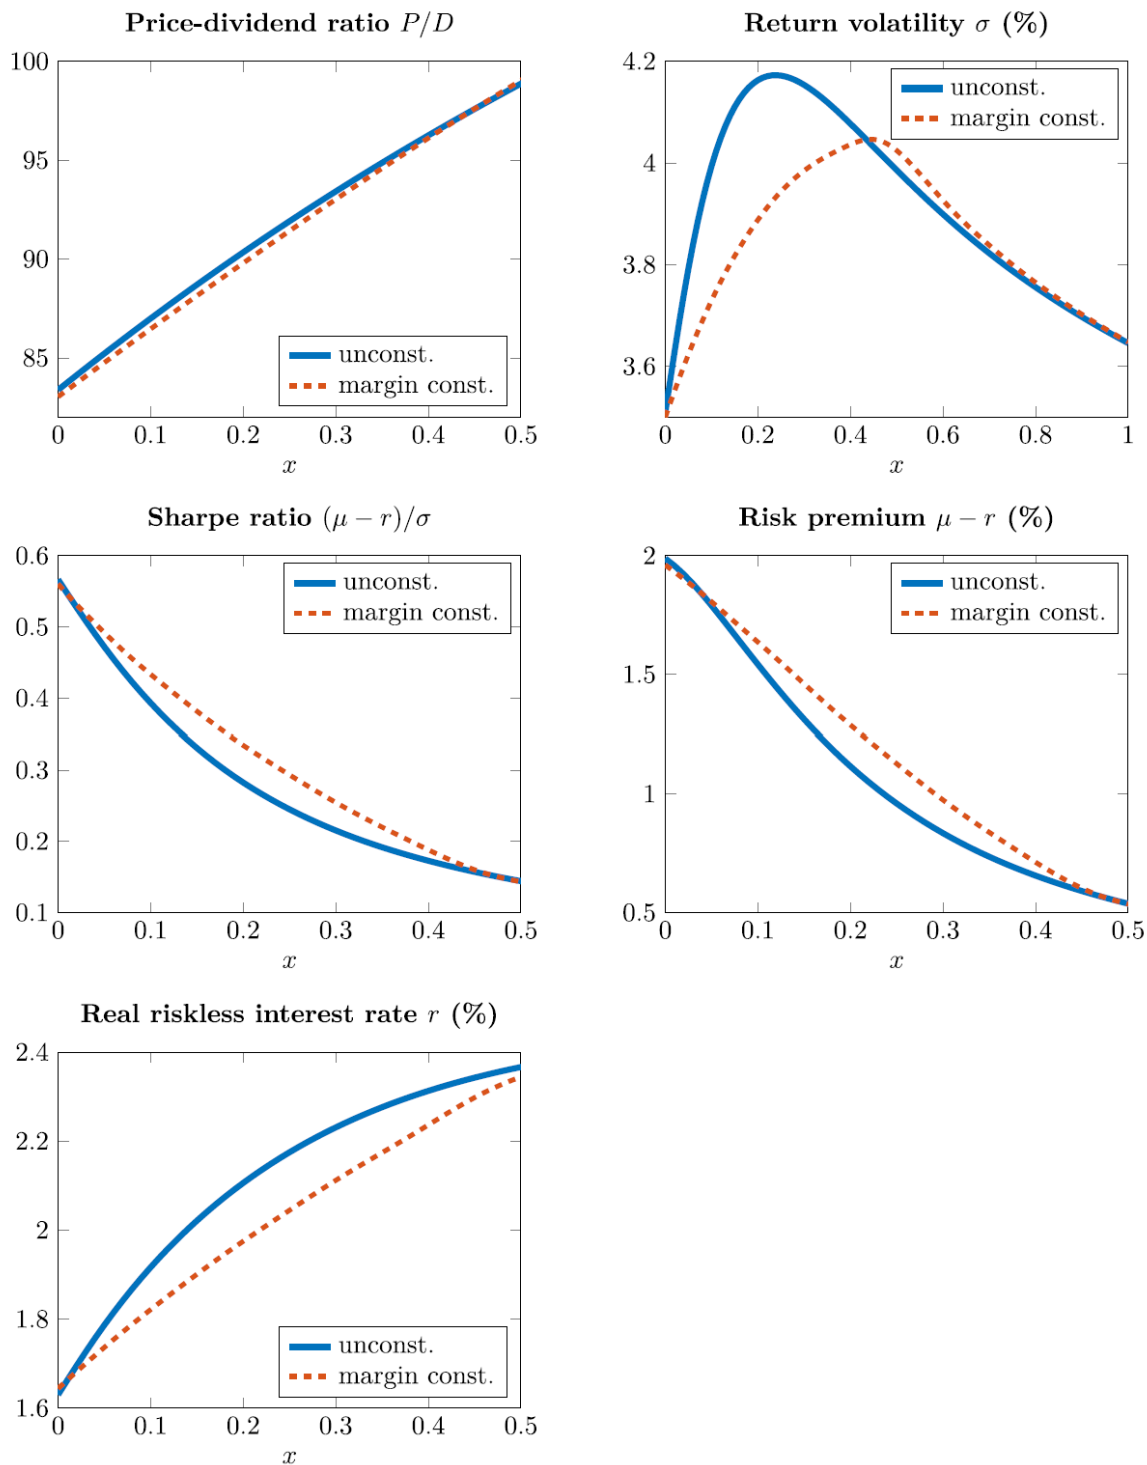 Price-dividend ratio P/D
100
95
90
85
unconst.
margin const.
0 0.1 0.2 0.3 0.4 0.5
x
Return volatility σ (%)
4.2
4
3.8
3.6
unconst.
margin const.
0 0.2 0.4 0.6 0.8 1
x
Sharpe ratio (μ − r)/σ
0.6
0.5
0.4
0.3
0.2
0.1
unconst.
margin const.
0 0.1 0.2 0.3 0.4 0.5
x
Risk premium μ − r (%)
2
1.5
1
0.5
unconst.
margin const.
0 0.1 0.2 0.3 0.4 0.5
x
Real riskless interest rate r (%)
2.4
2.2
2
1.8
1.6
unconst.
margin const.
0 0.1 0.2 0.3 0.4 0.5
x